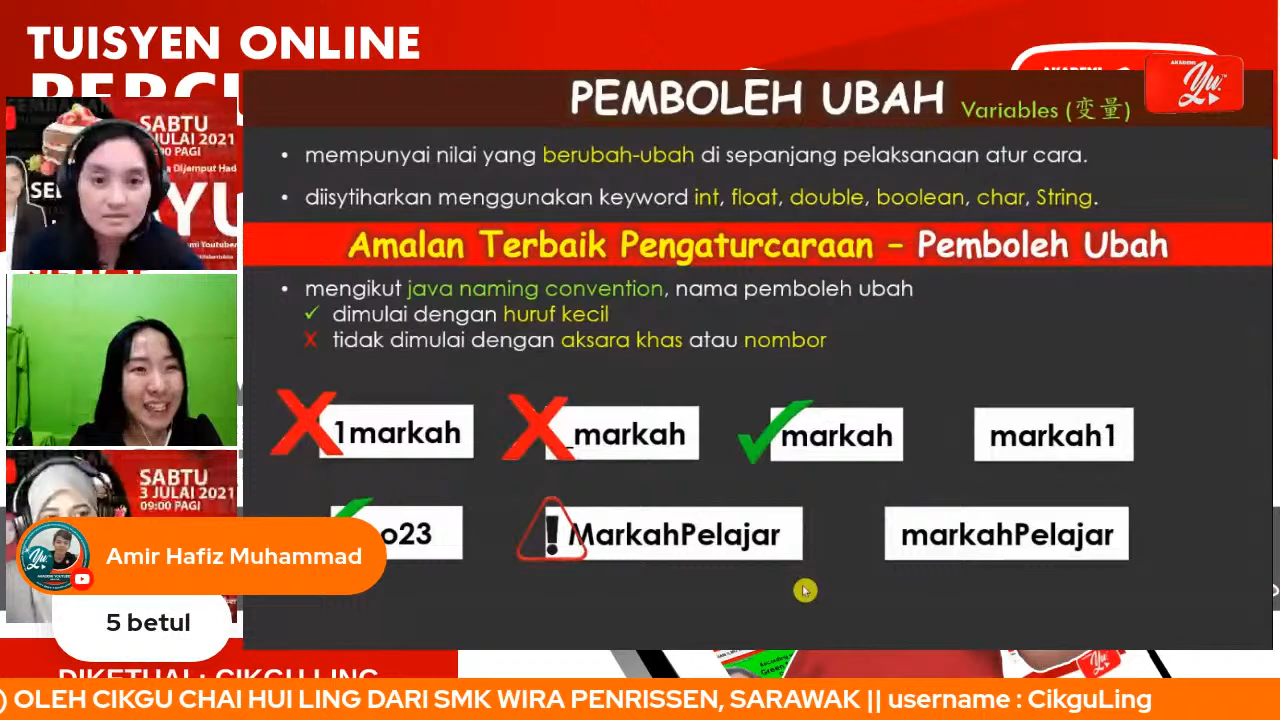 TUISYEN ONLINE
PEMBOLEH UBAH
Variables (变量)
AKADEMI
Yu.
• mempunyai nilai yang berubah-ubah di sepanjang pelaksanaan atur cara.
• diisytiharkan menggunakan keyword int, float, double, boolean, char, String.
Amalan Terbaik Pengaturcaraan – Pemboleh Ubah
• mengikut java naming convention, nama pemboleh ubah
✓ dimulai dengan huruf kecil
X tidak dimulai dengan aksara khas atau nombor
1markah
_markah
markah
markah1
o23
MarkahPelajar
markahPelajar
SABTU
JULAI 2021
PAGI
SABTU
3 JULAI 2021
09:00 PAGI
Amir Hafiz Muhammad
5 betul
DIKETUAI : CIKGU LING
) OLEH CIKGU CHAI HUI LING DARI SMK WIRA PENRISSEN, SARAWAK || username : CikguLing